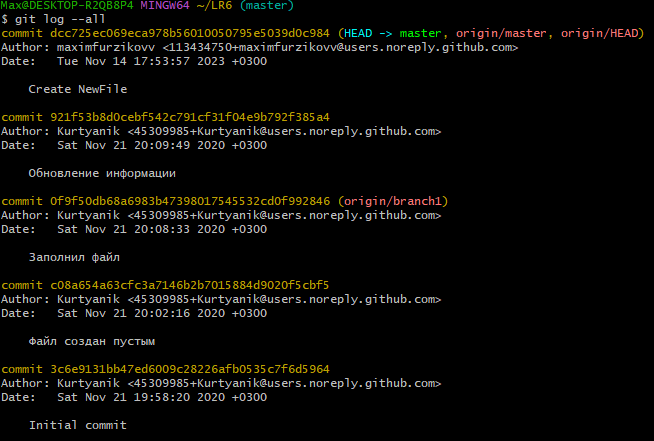 Max@DESKTOP-R2QB8P4 MINGW64 ~/LR6 (master)
$ git log --all
commit dcc725ec069eca978b56010050795e5039d0c984 (HEAD -> master, origin/master, origin/HEAD)
Author: maximfurzikovv <113434750+maximfurzikovv@users.noreply.github.com>
Date:   Tue Nov 14 17:53:57 2023 +0300
    Create NewFile
commit 921f53b8d0cebf542c791cf31f04e9b792f385a4
Author: Kurtyanik <45309985+Kurtyanik@users.noreply.github.com>
Date:   Sat Nov 21 20:09:49 2020 +0300
    Обновление информации
commit 0f9f50db68a6983b47398017545532cd0f992846 (origin/branch1)
Author: Kurtyanik <45309985+Kurtyanik@users.noreply.github.com>
Date:   Sat Nov 21 20:08:33 2020 +0300
    Заполнил файл
commit c08a654a63cfc3a7146b2b7015884d9020f5cbf5
Author: Kurtyanik <45309985+Kurtyanik@users.noreply.github.com>
Date:   Sat Nov 21 20:02:16 2020 +0300
    Файл создан пустым
commit 3c6e9131bb47ed6009c28226afb0535c7f6d5964
Author: Kurtyanik <45309985+Kurtyanik@users.noreply.github.com>
Date:   Sat Nov 21 19:58:20 2020 +0300
    Initial commit